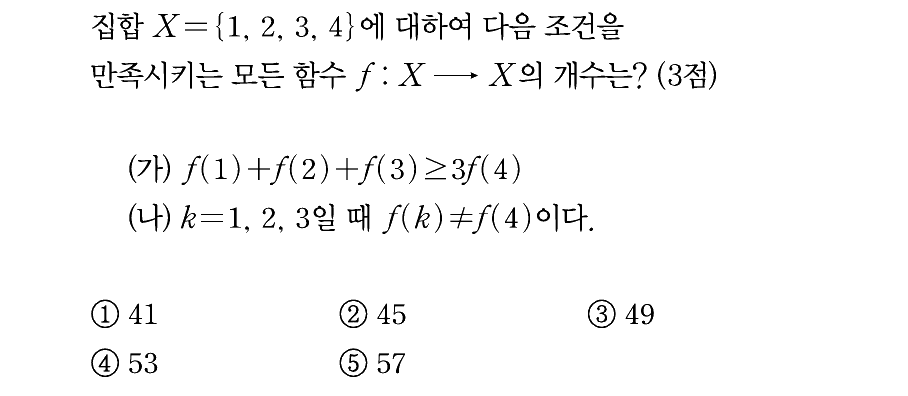 집합 X={1, 2, 3, 4}에 대하여 다음 조건을
만족시키는 모든 함수 f : X ⟶ X의 개수는? (3점)
(가) f(1)+f(2)+f(3)≥3f(4)
(나) k=1, 2, 3일 때 f(k)≠f(4)이다.
① 41 ② 45 ③ 49
④ 53 ⑤ 57